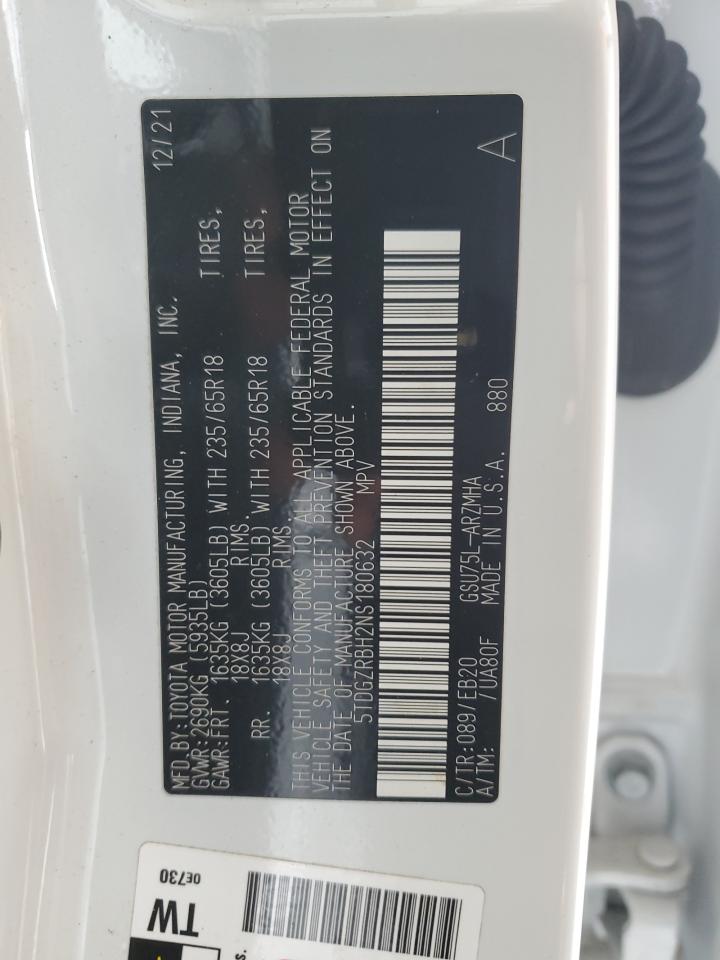 MFD.BY:TOYOTA MOTOR MANUFACTURING, INDIANA, INC. 12/21
GVWR:2690KG (5935LB)
GAWR:FRT. 1635KG (3605LB) WITH 235/65R18 TIRES,
18X8J RIMS.
RR. 1635KG (3605LB) WITH 235/65R18 TIRES,
18X8J RIMS.
THIS VEHICLE CONFORMS TO ALL APPLICABLE FEDERAL MOTOR
VEHICLE SAFETY AND THEFT PREVENTION STANDARDS IN EFFECT ON
THE DATE OF MANUFACTURE SHOWN ABOVE.
5TDGZRBH2NS180632 MPV
C/TR:089/EB20 GSU75L-ARZMHA 880 A
A/TM: /UA80F MADE IN U.S.A.
0E730
TW